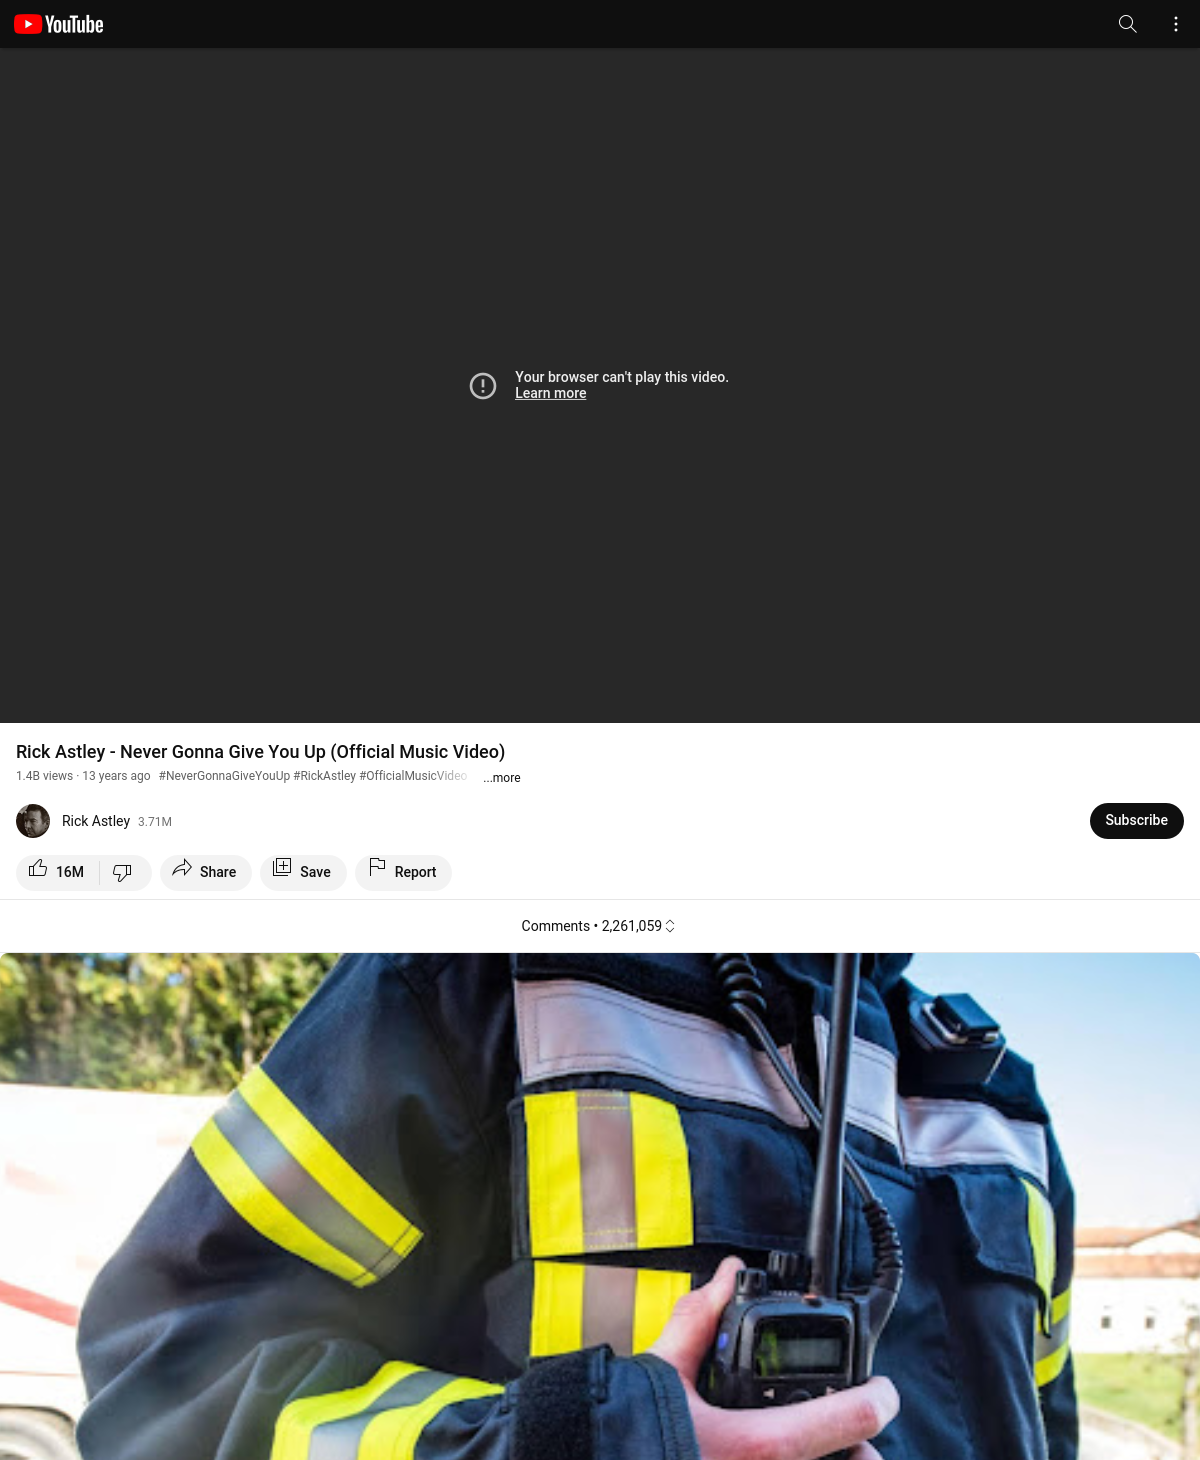 YouTube
Your browser can't play this video.
Learn more
Rick Astley - Never Gonna Give You Up (Official Music Video)
1.4B views · 13 years ago #NeverGonnaGiveYouUp #RickAstley #OfficialMusicVideo ...more
Rick Astley 3.71M
Subscribe
16M Share Save Report
Comments • 2,261,059